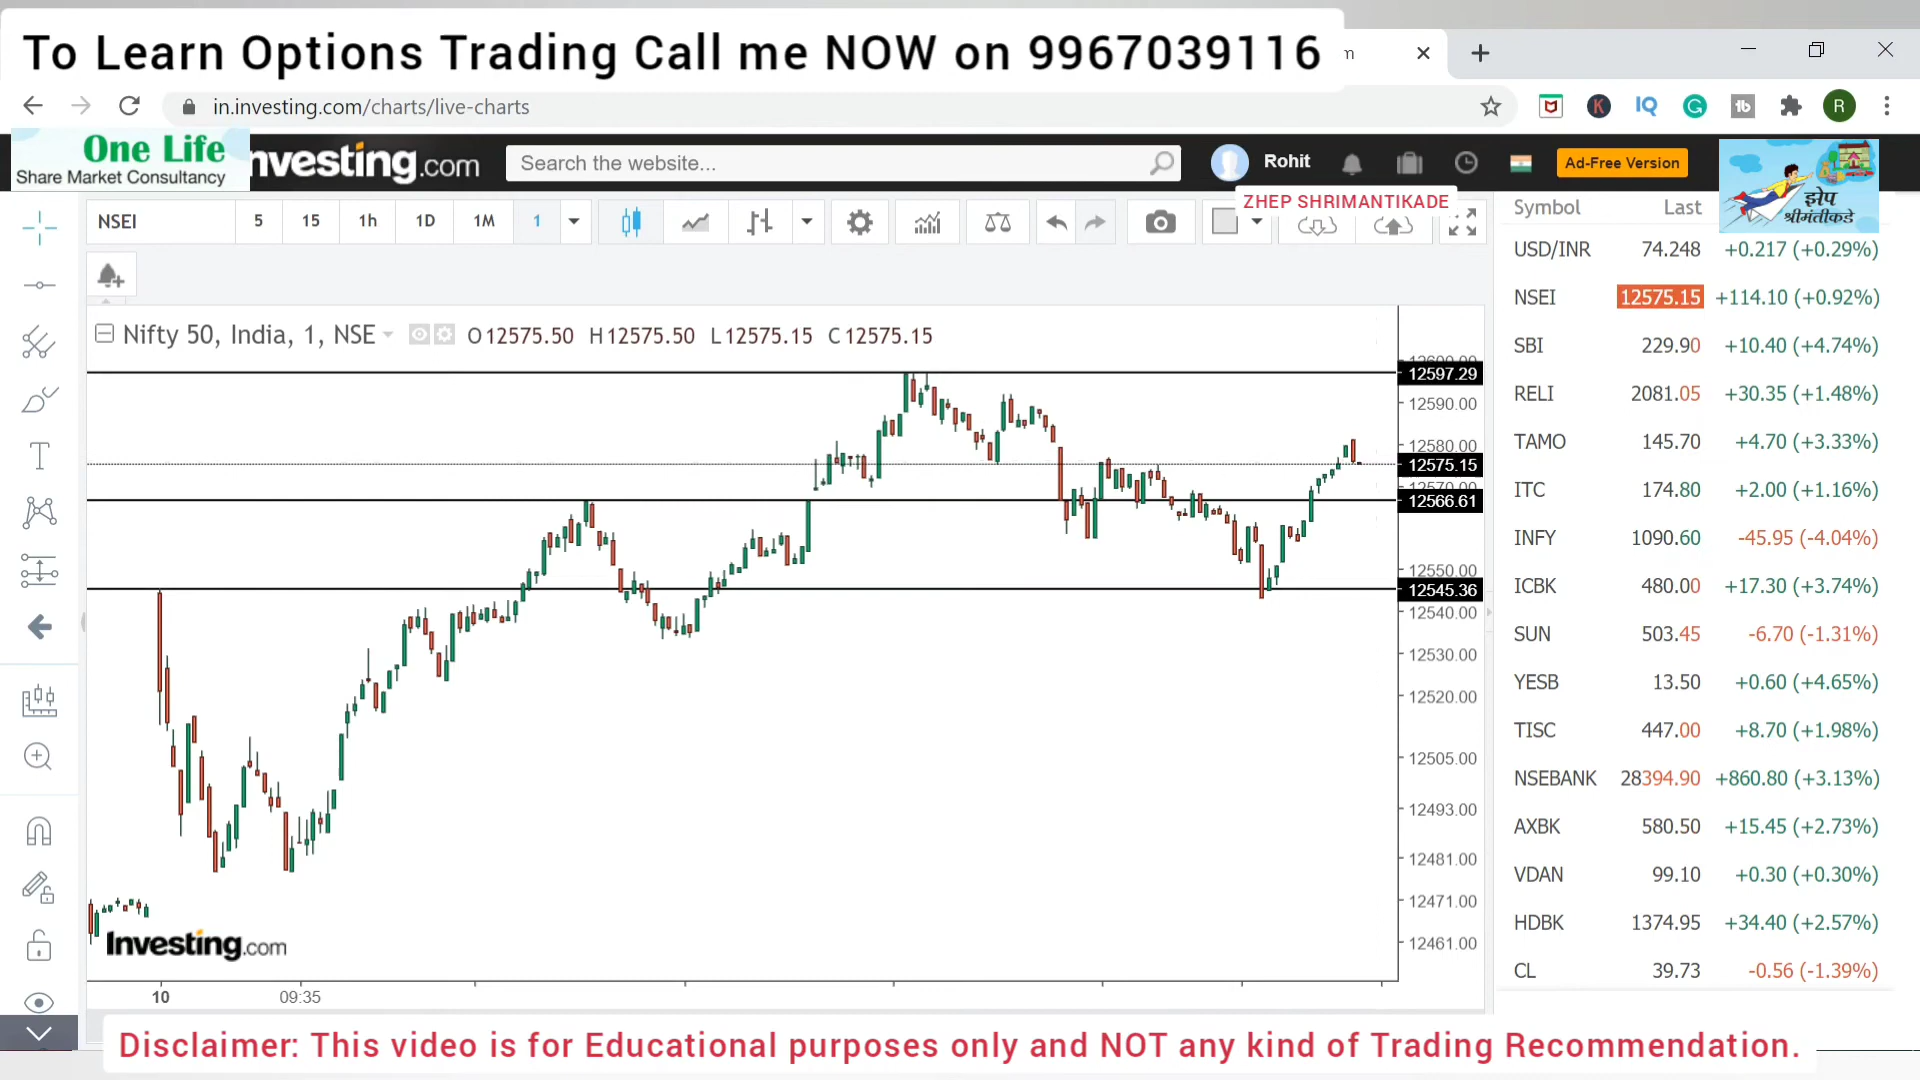 To Learn Options Trading Call me NOW on 9967039116
m
in.investing.com/charts/live-charts
IQ
R
One Life
Share Market Consultancy
Investing.com
Search the website...
Rohit
Ad-Free Version
झेप
श्रीमंतीकडे
ZHEP SHRIMANTIKADE
NSEI 5 15 1h 1D 1M 1
Symbol Last
USD/INR 74.248 +0.217 (+0.29%)
NSEI 12575.15 +114.10 (+0.92%)
SBI 229.90 +10.40 (+4.74%)
RELI 2081.05 +30.35 (+1.48%)
TAMO 145.70 +4.70 (+3.33%)
ITC 174.80 +2.00 (+1.16%)
INFY 1090.60 -45.95 (-4.04%)
ICBK 480.00 +17.30 (+3.74%)
SUN 503.45 -6.70 (-1.31%)
YESB 13.50 +0.60 (+4.65%)
TISC 447.00 +8.70 (+1.98%)
NSEBANK 28394.90 +860.80 (+3.13%)
AXBK 580.50 +15.45 (+2.73%)
VDAN 99.10 +0.30 (+0.30%)
HDBK 1374.95 +34.40 (+2.57%)
CL 39.73 -0.56 (-1.39%)
Nifty 50, India, 1, NSE O12575.50 H12575.50 L12575.15 C12575.15
12600.00
12597.29
12590.00
12580.00
12575.15
12570.00
12566.61
12550.00
12545.36
12540.00
12530.00
12520.00
12505.00
12493.00
12481.00
12471.00
12461.00
Investing.com
10 09:35
Disclaimer: This video is for Educational purposes only and NOT any kind of Trading Recommendation.